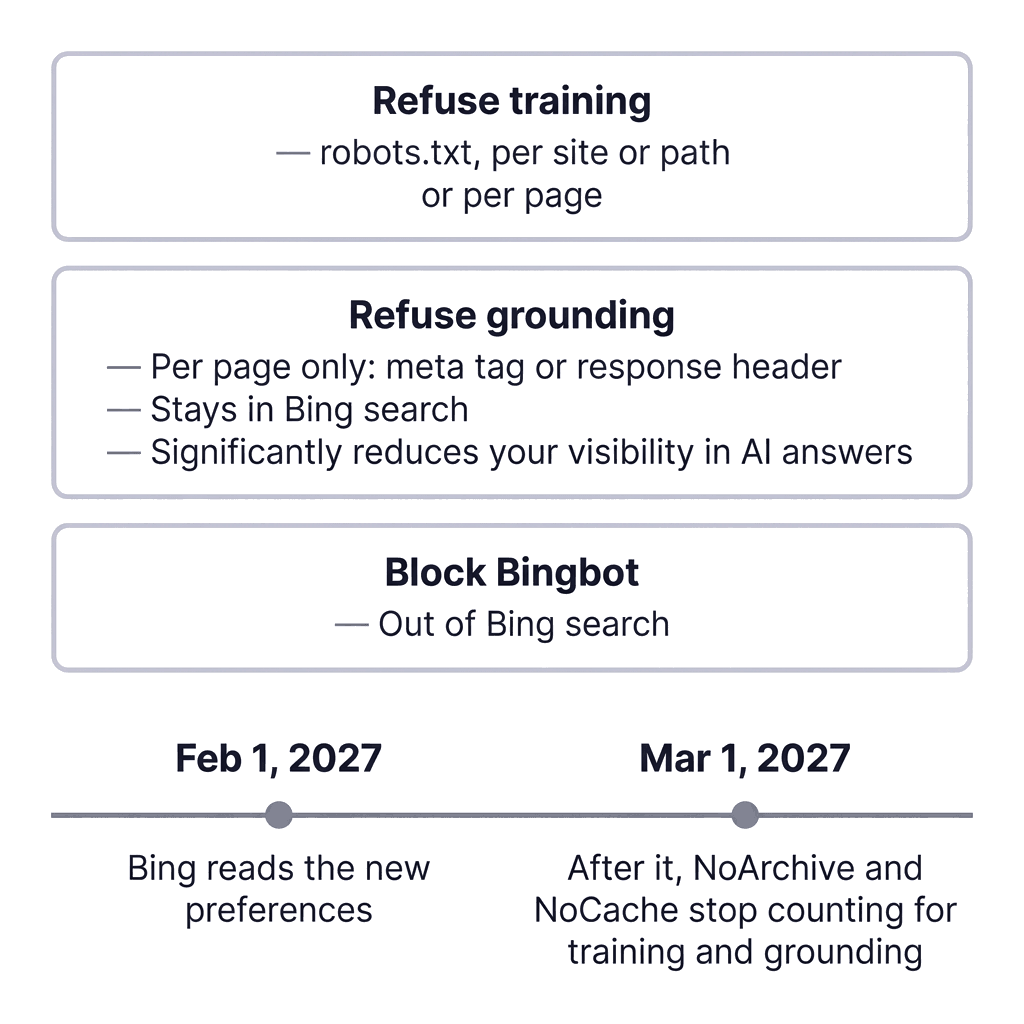 Refuse training
— robots.txt, per site or path
or per page
Refuse grounding
— Per page only: meta tag or response header
— Stays in Bing search
— Significantly reduces your visibility in AI answers
Block Bingbot
— Out of Bing search
Feb 1, 2027
Bing reads the new
preferences
Mar 1, 2027
After it, NoArchive and
NoCache stop counting for
training and grounding